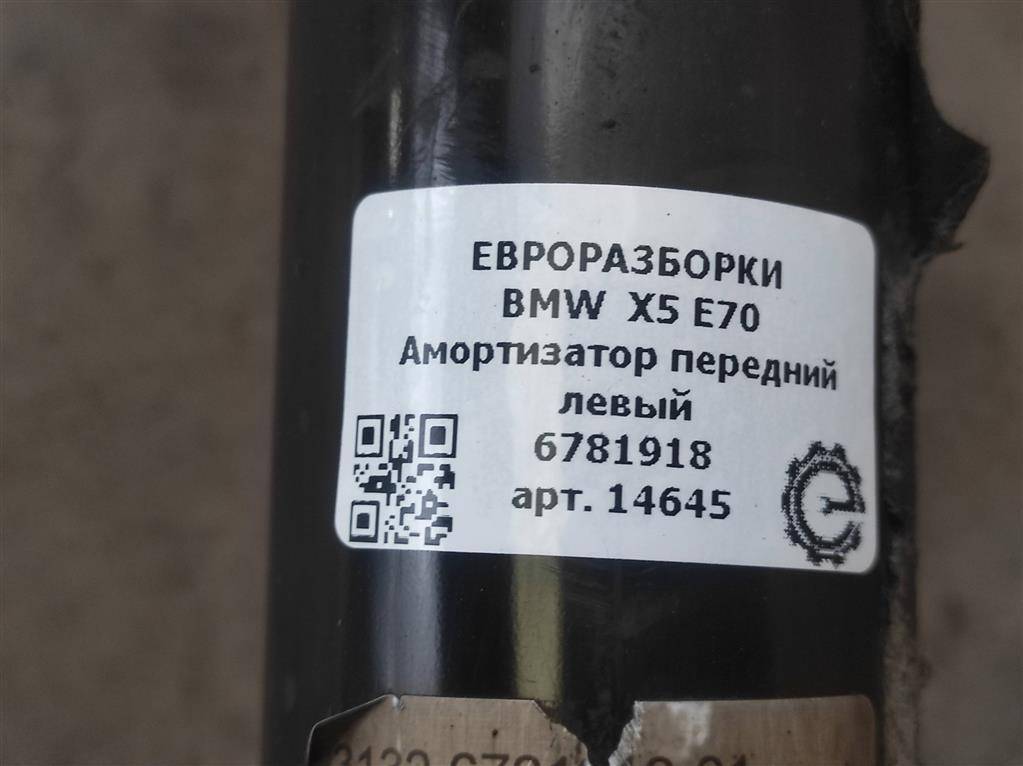 ЕВРОРАЗБОРКИ
BMW X5 E70
Амортизатор передний
левый
6781918
арт. 14645